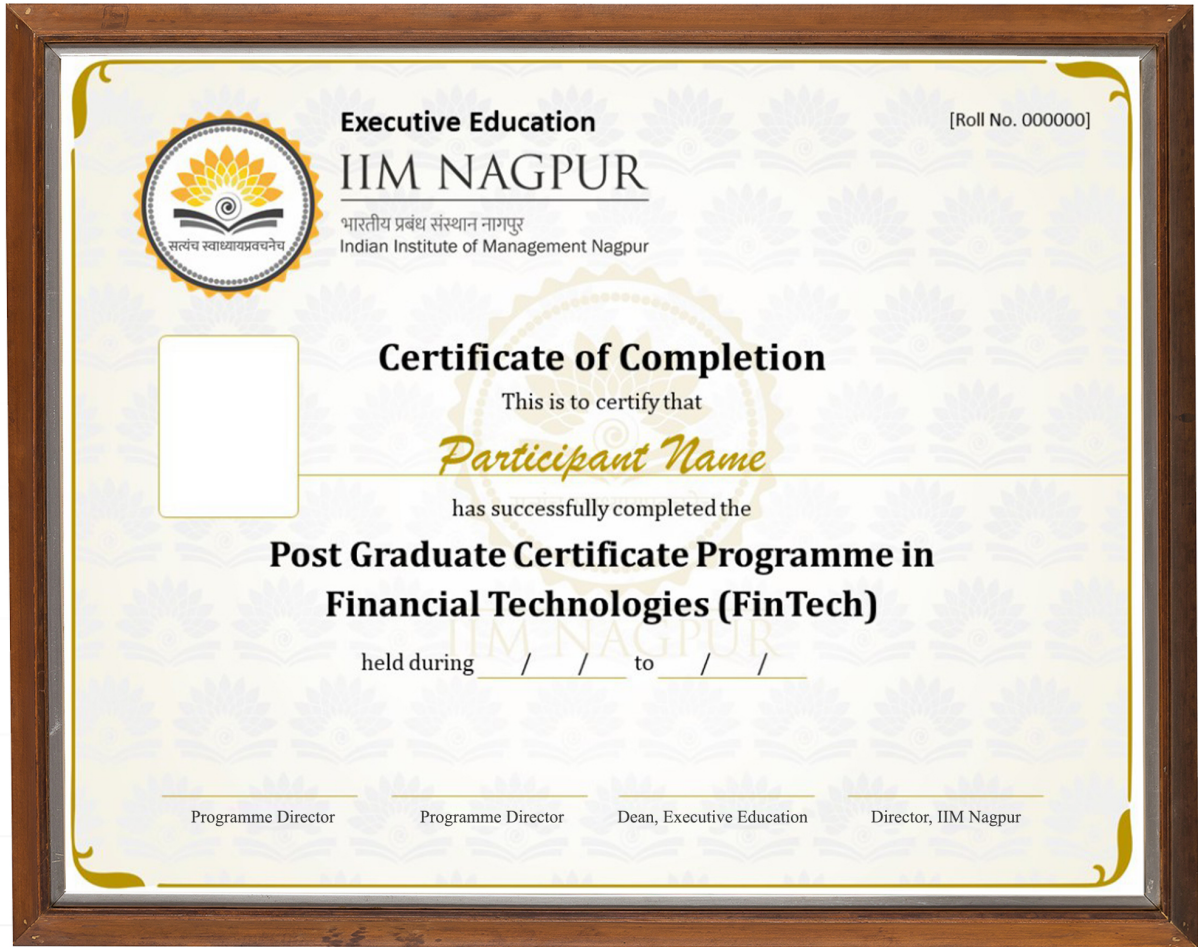 Executive Education
[Roll No. 000000]
IIM NAGPUR
भारतीय प्रबंध संस्थान नागपुर
Indian Institute of Management Nagpur
सत्यंच स्वाध्यायप्रवचनेच
Certificate of Completion
This is to certify that
Participant Name
has successfully completed the
Post Graduate Certificate Programme in
Financial Technologies (FinTech)
IIM NAGPUR
held during / / to / /
Programme Director
Programme Director
Dean, Executive Education
Director, IIM Nagpur